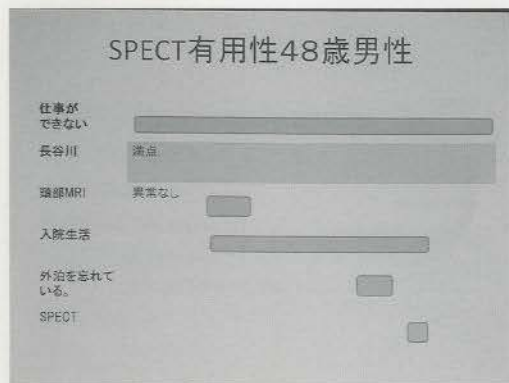 SPECT有用性48歳男性
仕事が
できない
長谷川 満点
頭部MRI 異常なし
入院生活
外泊を忘れて
いる。
SPECT